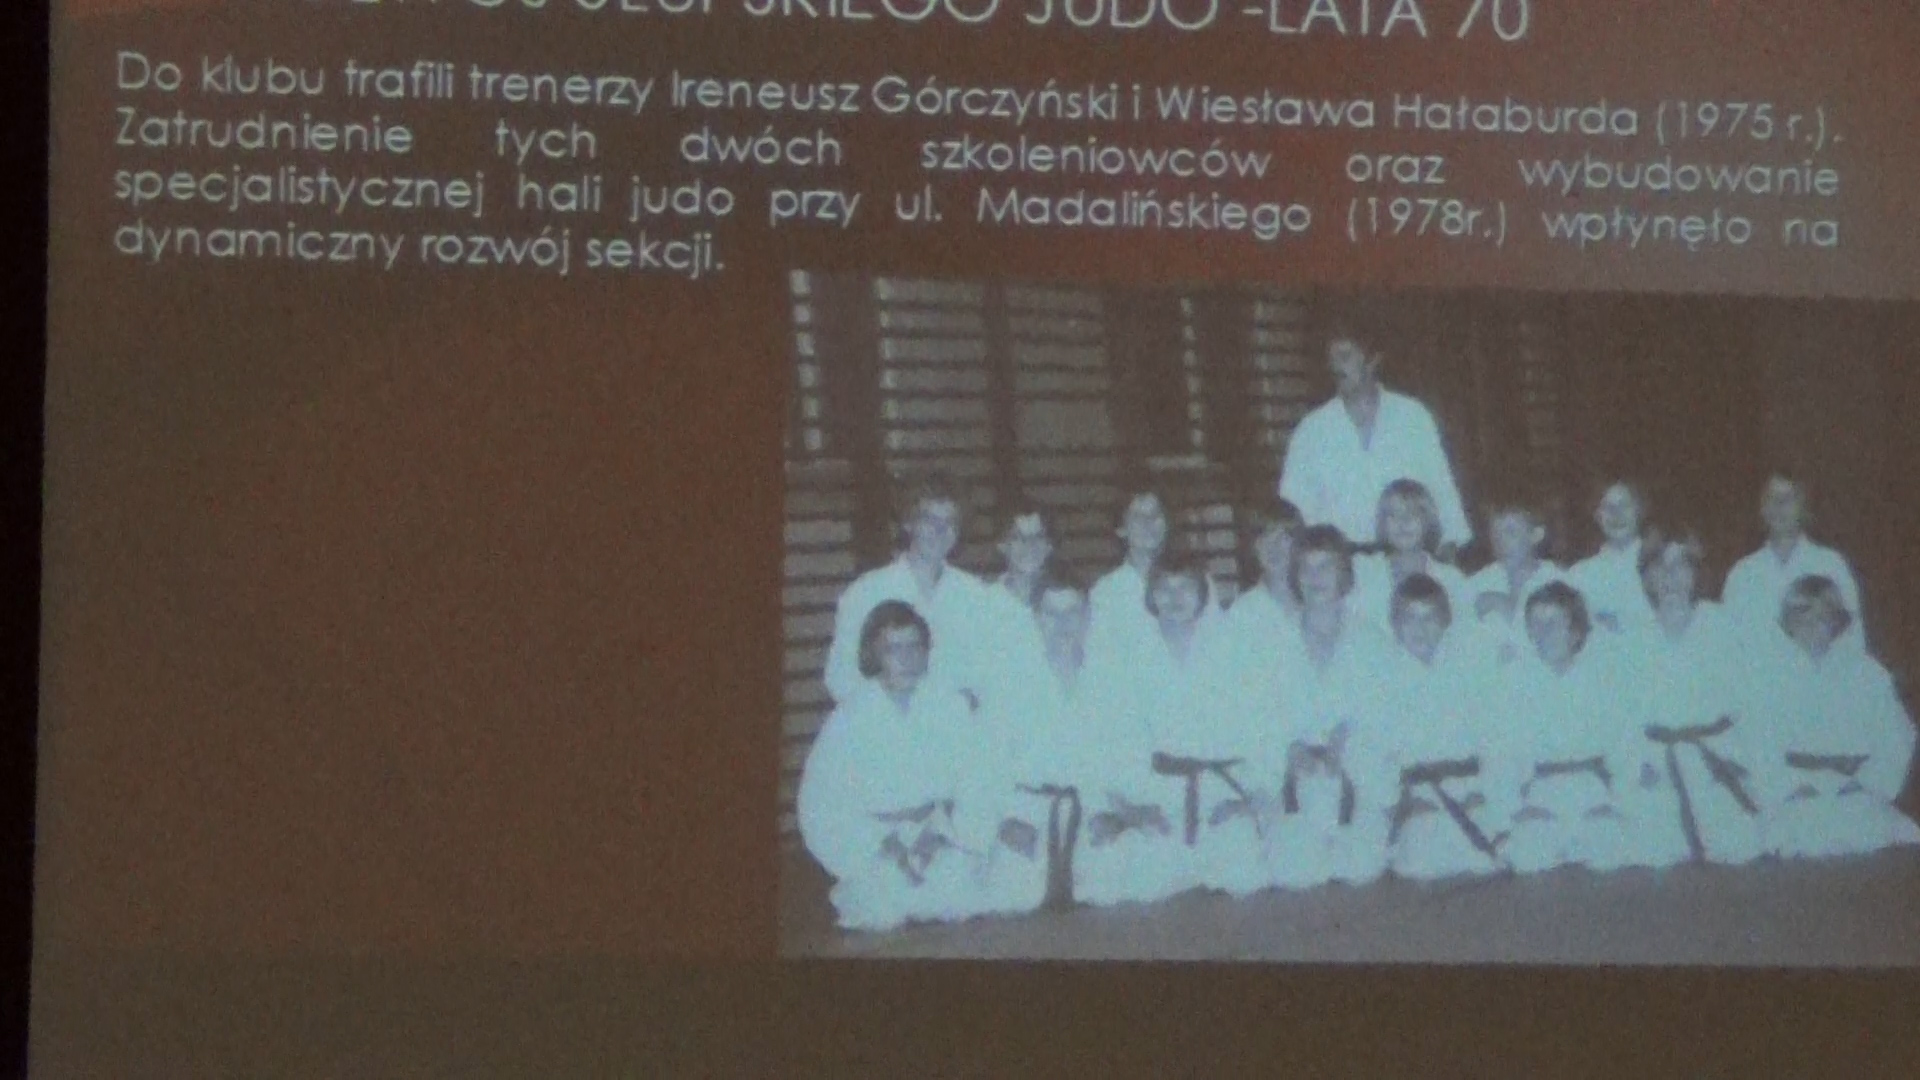 SŁUPSKIEGO JUDO -LATA 70
Do klubu trafili trenerzy Ireneusz Górczyński i Wiesława Hałaburda (1975 r.).
Zatrudnienie tych dwóch szkoleniowców oraz wybudowanie
specjalistycznej hali judo przy ul. Madalińskiego (1978r.) wpłynęło na
dynamiczny rozwój sekcji.